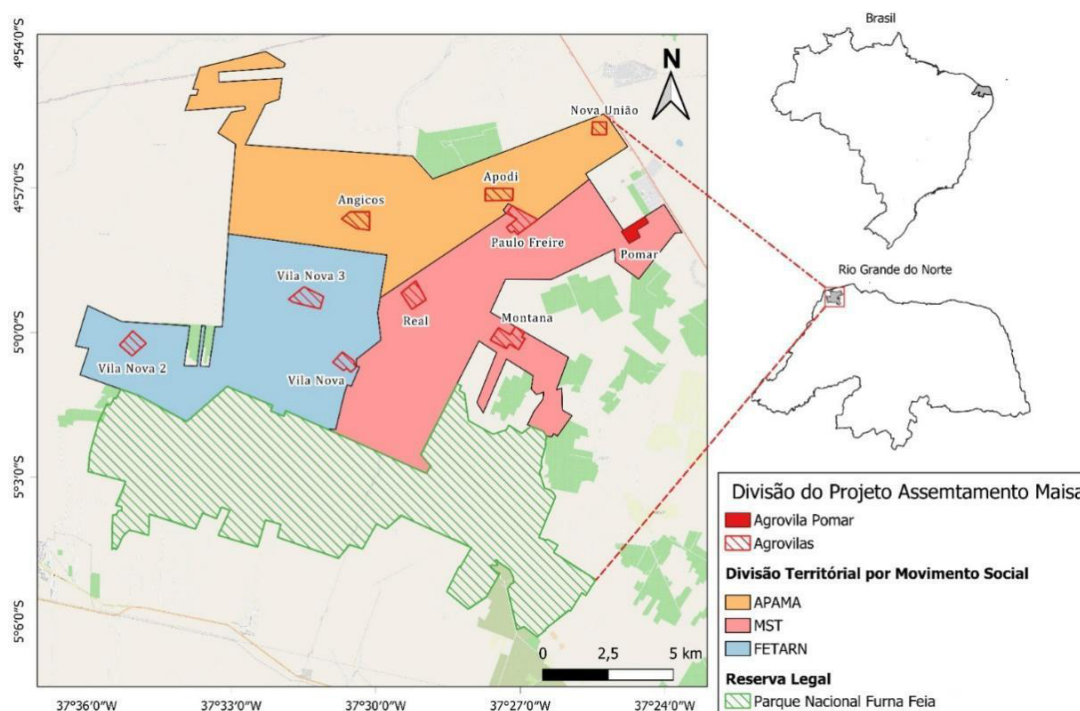 Brasil
N
Nova União
Apodi
Angicos
Paulo Freire
Pomar
Vila Nova 3
Real
Montana
Vila Nova 2
Vila Nova
Rio Grande do Norte
4°54'0"S
4°57'0"S
5°0'0"S
5°3'0"S
5°6'0"S
0 2,5 5 km
37°36'0"W
37°33'0"W
37°30'0"W
37°27'0"W
37°24'0"W
Divisão do Projeto Assemtamento Maisa
Agrovila Pomar
Agrovilas
Divisão Territórial por Movimento Social
APAMA
MST
FETARN
Reserva Legal
Parque Nacional Furna Feia